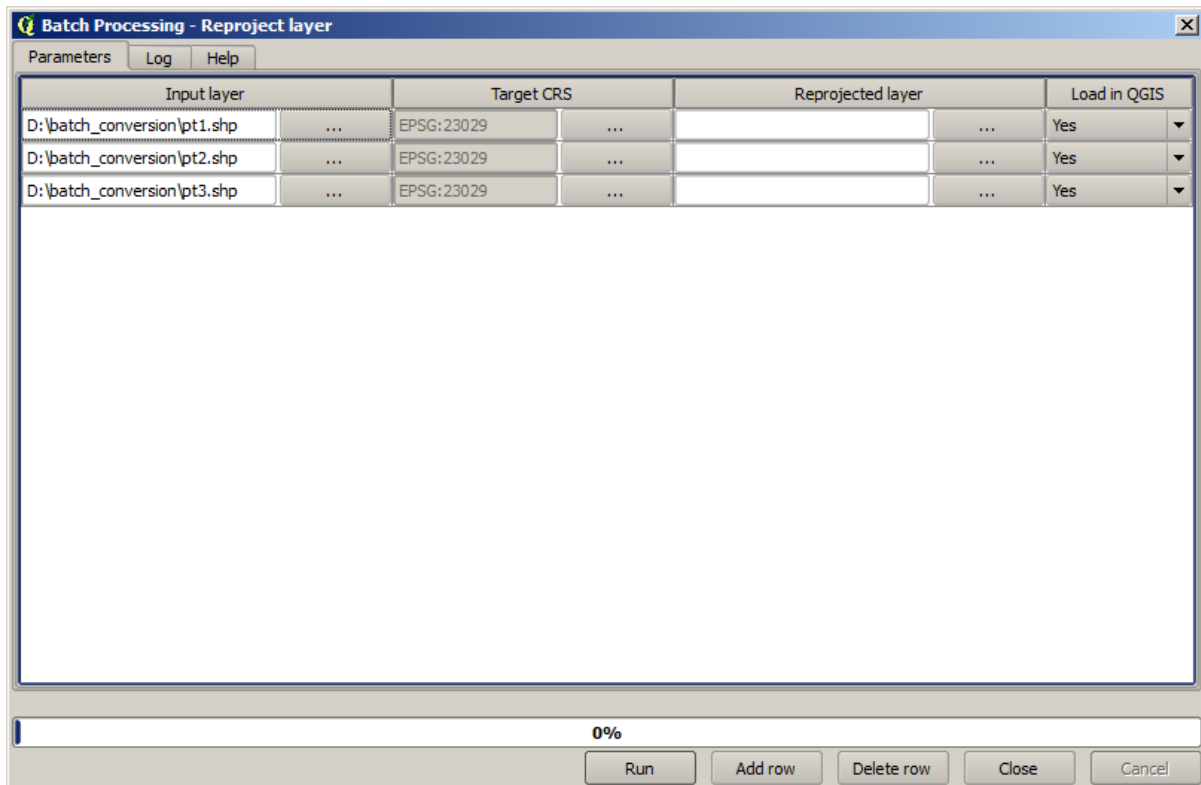 Batch Processing - Reproject layer
Parameters Log Help
Input layer Target CRS Reprojected layer Load in QGIS
D:\batch_conversion\pt1.shp ... EPSG:23029 ... ... Yes
D:\batch_conversion\pt2.shp ... EPSG:23029 ... ... Yes
D:\batch_conversion\pt3.shp ... EPSG:23029 ... ... Yes
0%
Run Add row Delete row Close Cancel